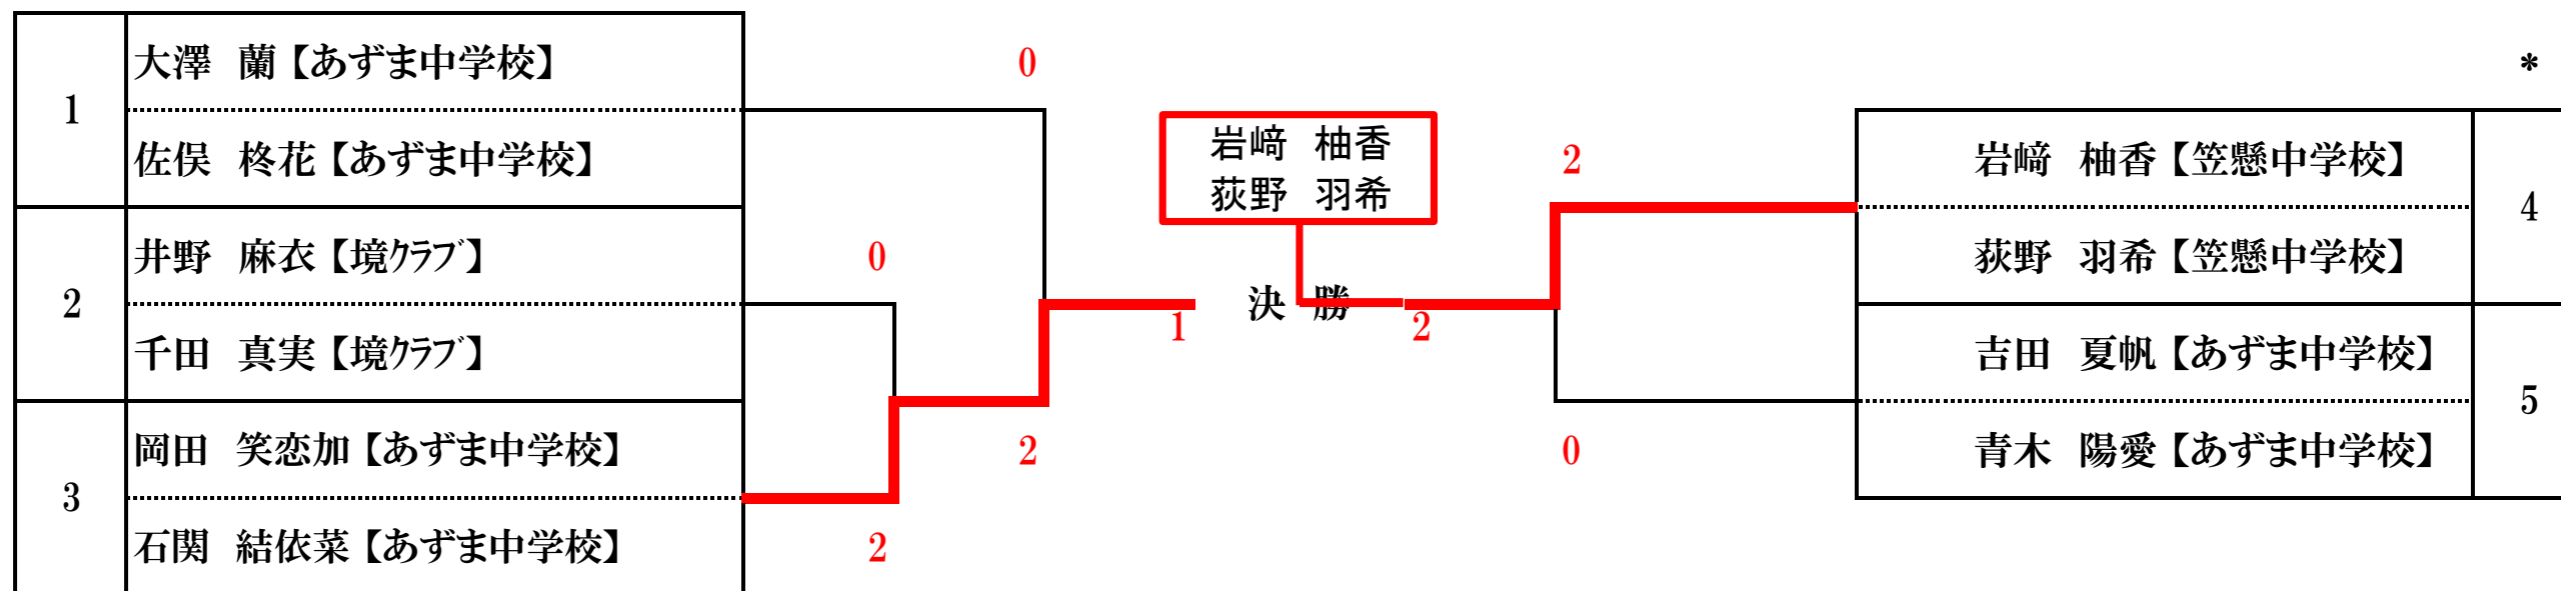 1
大澤 蘭【あずま中学校】
佐俣 柊花【あずま中学校】
2
井野 麻衣【境ｸﾗﾌﾞ】
千田 真実【境ｸﾗﾌﾞ】
3
岡田 笑恋加【あずま中学校】
石関 結依菜【あずま中学校】
0
0
2
2
1
岩﨑 柚香
荻野 羽希
決 勝
2
2
0
*
岩﨑 柚香【笠懸中学校】
荻野 羽希【笠懸中学校】
4
吉田 夏帆【あずま中学校】
青木 陽愛【あずま中学校】
5